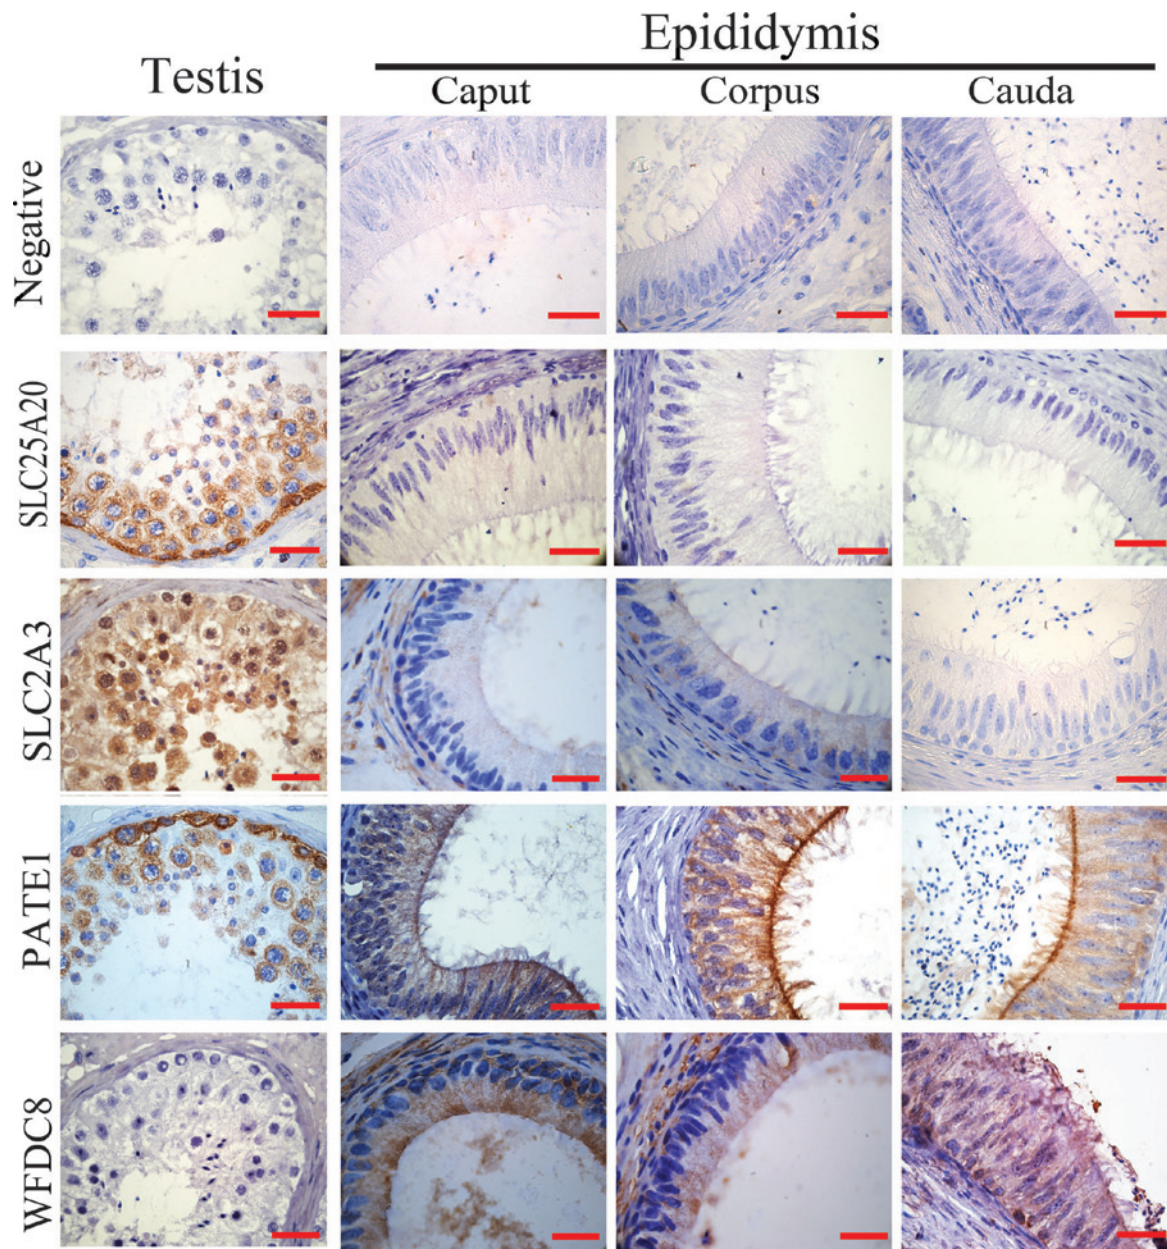 Epididymis
Testis
Caput
Corpus
Cauda
Negative
SLC25A20
SLC2A3
PATE1
WFDC8